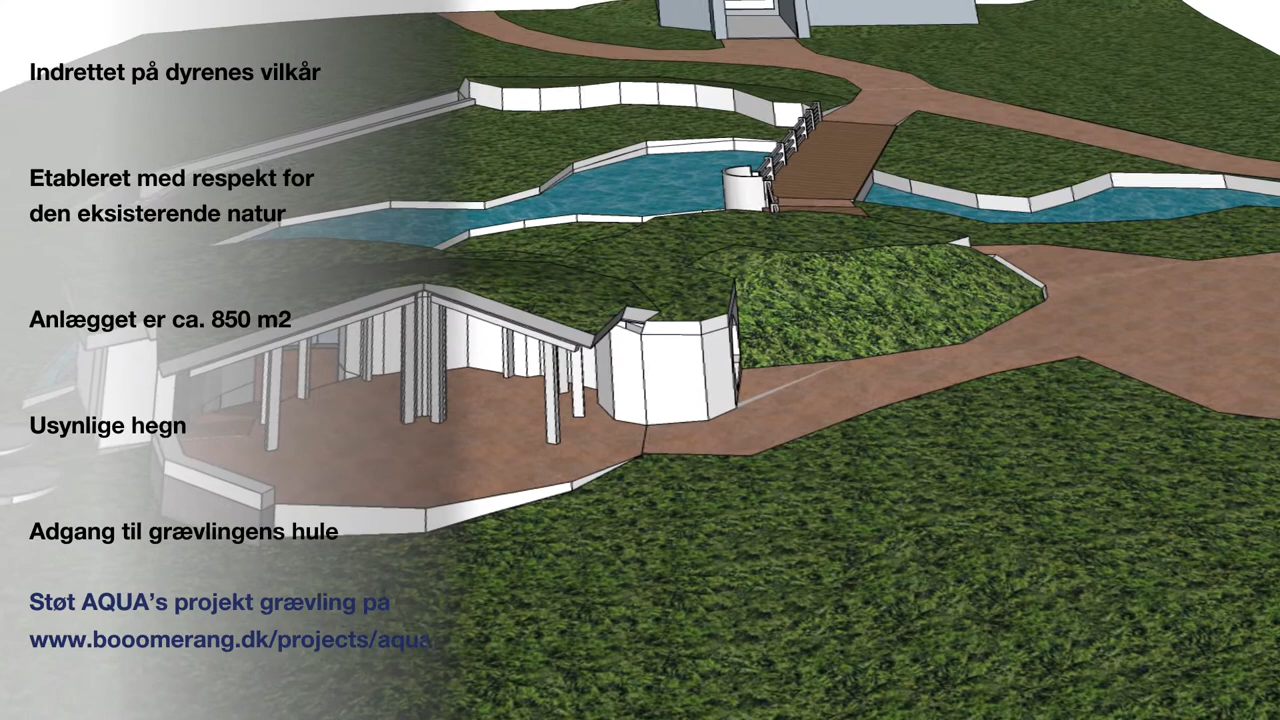 Indrettet på dyrenes vilkår
Etableret med respekt for
den eksisterende natur
Anlægget er ca. 850 m2
Usynlige hegn
Adgang til grævlingens hule
Støt AQUA’s projekt grævling på
www.booomerang.dk/projects/aqua